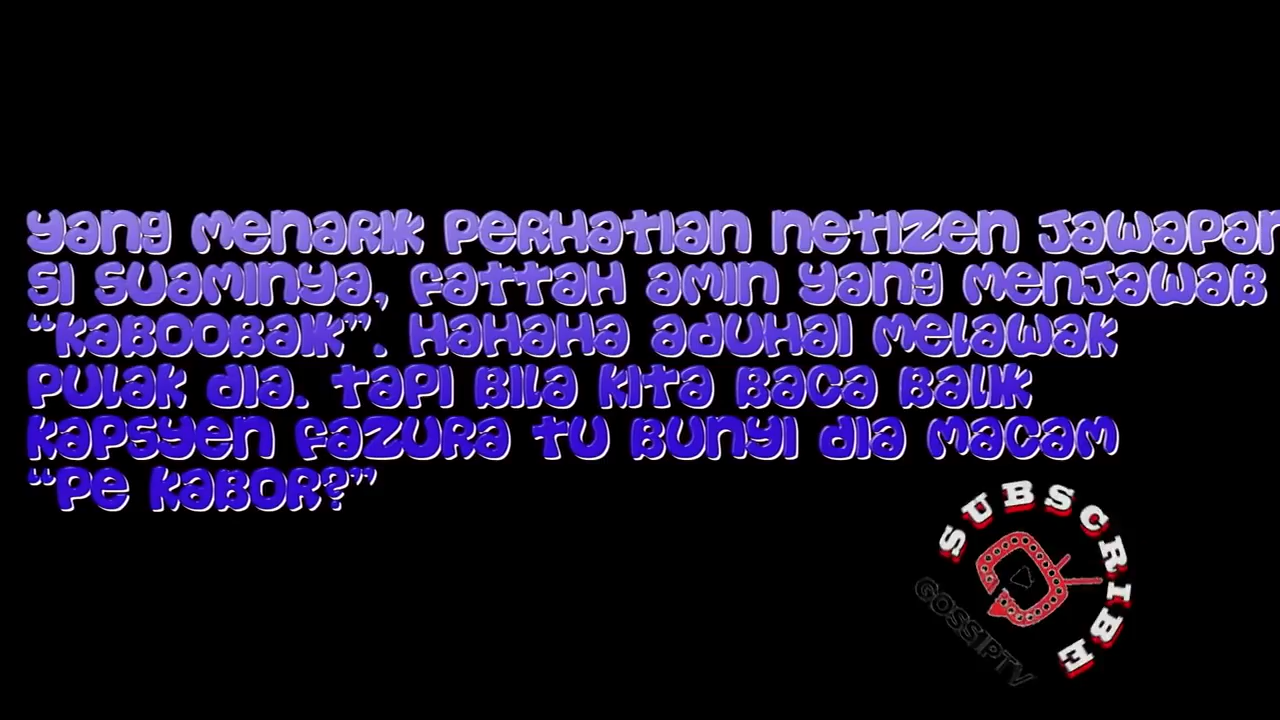 yang menarik perhatian netizen jawapan
si suaminya, fattah amin yang menjawab
“kaboobaik”. Hahaha aduhai melawak
pulak dia. tapi bila kita baca balik
kapsyen fazura tu bunyi dia macam
“pe kabor?”
SUBSCRIBE
GOSSIPTV